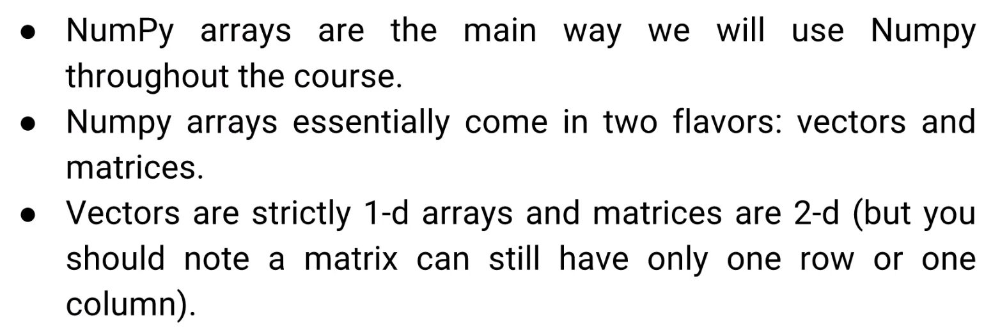 ● NumPy arrays are the main way we will use Numpy
throughout the course.
● Numpy arrays essentially come in two flavors: vectors and
matrices.
● Vectors are strictly 1-d arrays and matrices are 2-d (but you
should note a matrix can still have only one row or one
column).